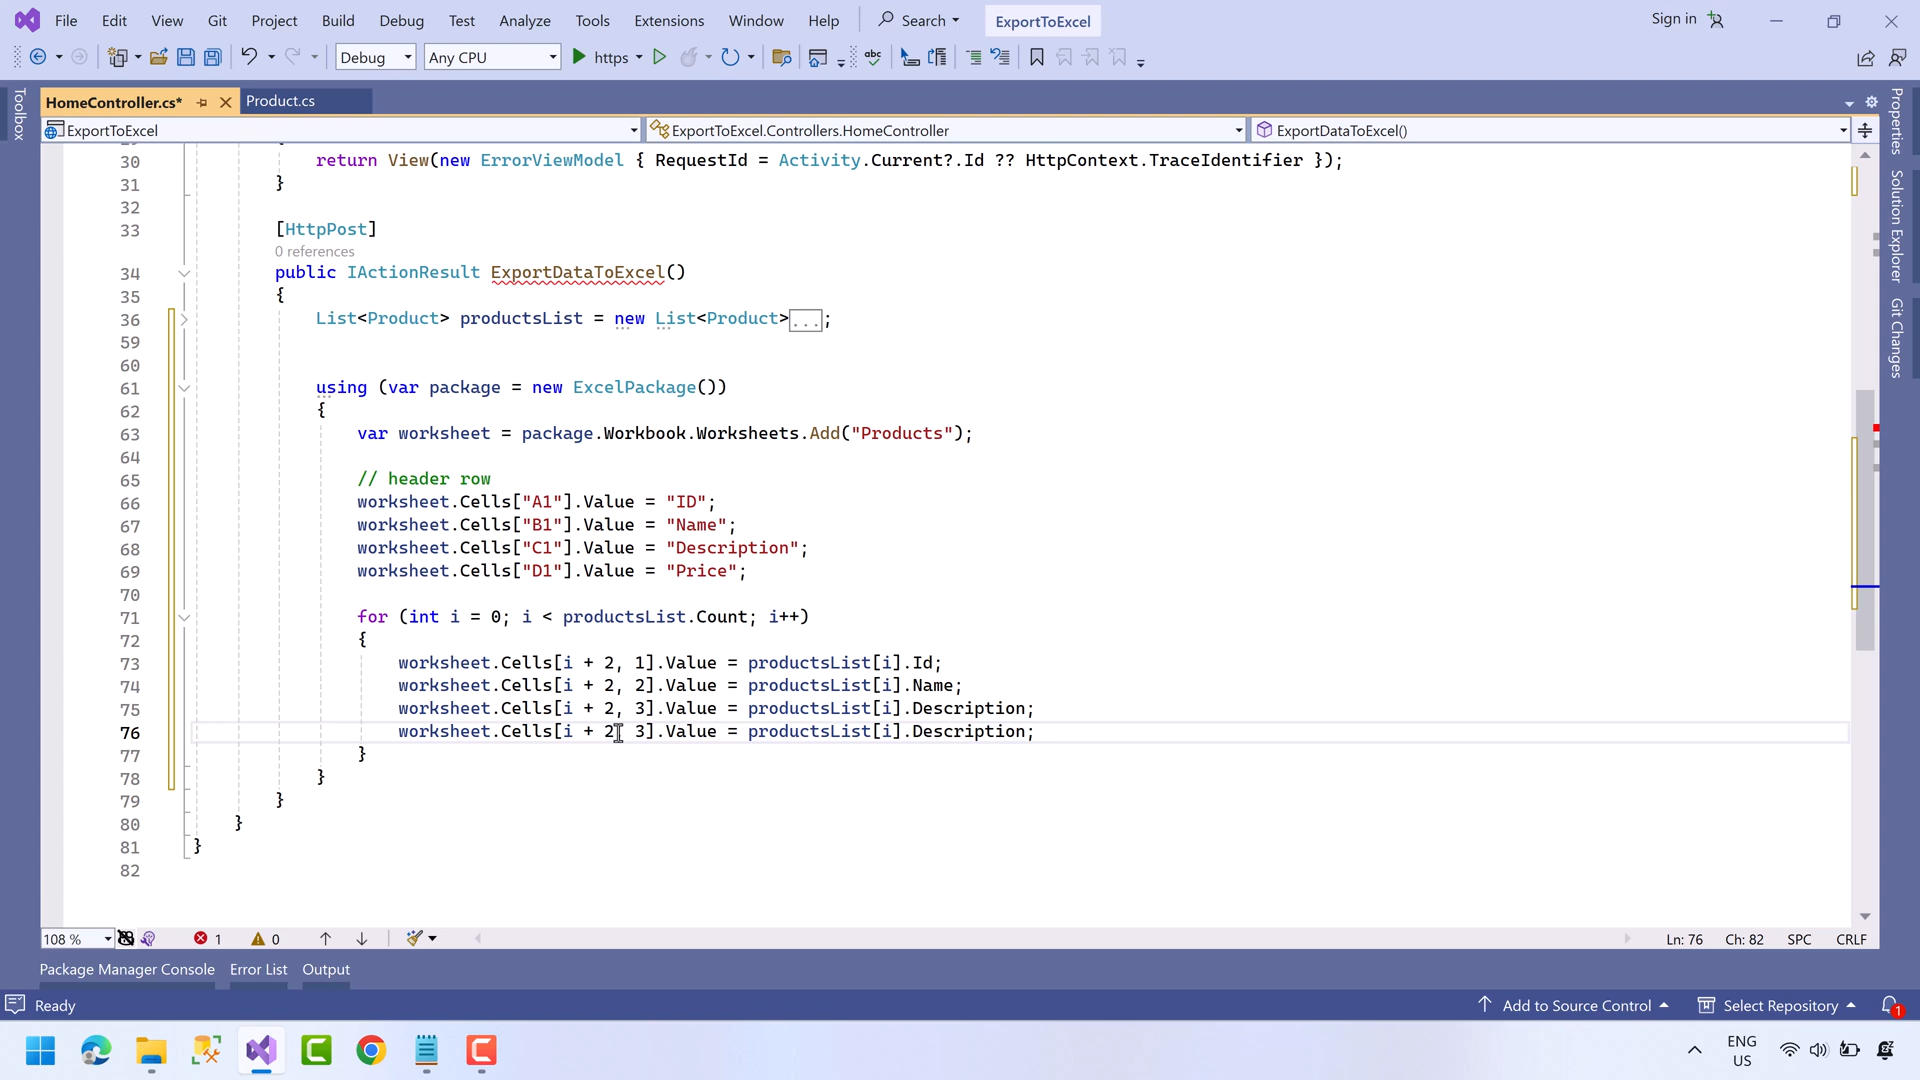 File Edit View Git Project Build Debug Test Analyze Tools Extensions Window Help Search ExportToExcel Sign in
Debug Any CPU https abc
Toolbox
HomeController.cs* Product.cs
ExportToExcel ExportToExcel.Controllers.HomeController ExportDataToExcel()
30 return View(new ErrorViewModel { RequestId = Activity.Current?.Id ?? HttpContext.TraceIdentifier });
31 }
32
33 [HttpPost]
0 references
34 public IActionResult ExportDataToExcel()
35 {
36 List<Product> productsList = new List<Product>...;
59
60
61 using (var package = new ExcelPackage())
62 {
63 var worksheet = package.Workbook.Worksheets.Add("Products");
64
65 // header row
66 worksheet.Cells["A1"].Value = "ID";
67 worksheet.Cells["B1"].Value = "Name";
68 worksheet.Cells["C1"].Value = "Description";
69 worksheet.Cells["D1"].Value = "Price";
70
71 for (int i = 0; i < productsList.Count; i++)
72 {
73 worksheet.Cells[i + 2, 1].Value = productsList[i].Id;
74 worksheet.Cells[i + 2, 2].Value = productsList[i].Name;
75 worksheet.Cells[i + 2, 3].Value = productsList[i].Description;
76 worksheet.Cells[i + 2, 3].Value = productsList[i].Description;
77 }
78 }
79 }
80 }
81 }
82
Properties
Solution Explorer
Git Changes
108 % 1 0 Ln: 76 Ch: 82 SPC CRLF
Package Manager Console Error List Output
Ready Add to Source Control Select Repository 1
ENG
US